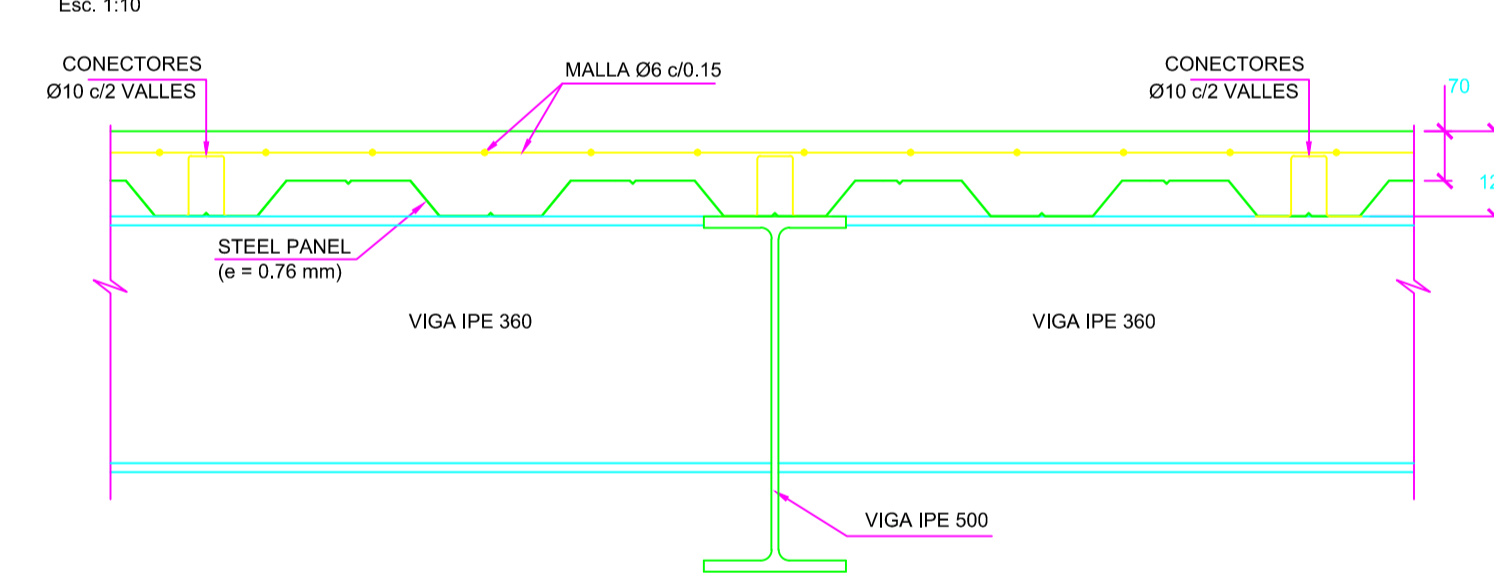 Esc. 1:10
CONECTORES
Ø10 c/2 VALLES
MALLA Ø6 c/0.15
CONECTORES
Ø10 c/2 VALLES
70
STEEL PANEL
(e = 0.76 mm)
VIGA IPE 360
VIGA IPE 360
VIGA IPE 500